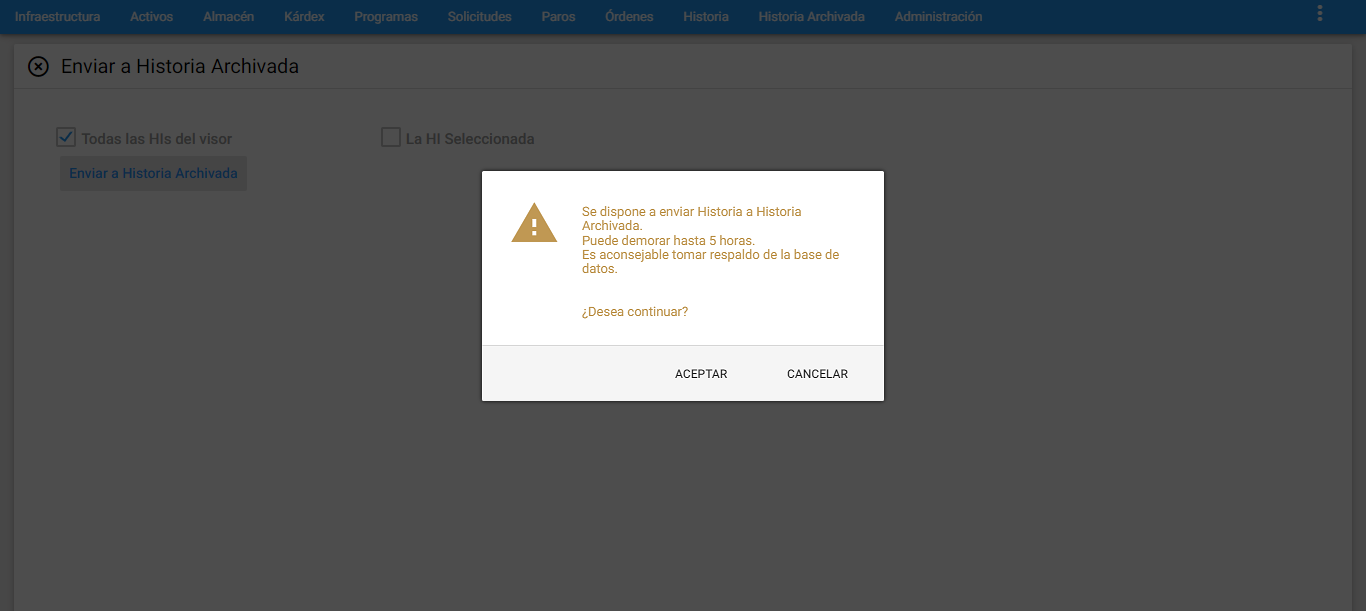 Infraestructura Activos Almacén Kárdex Programas Solicitudes Paros Órdenes Historia Historia Archivada Administración
Enviar a Historia Archivada
Todas las HIs del visor La HI Seleccionada
Enviar a Historia Archivada
Se dispone a enviar Historia a Historia
Archivada.
Puede demorar hasta 5 horas.
Es aconsejable tomar respaldo de la base de
datos.
¿Desea continuar?
ACEPTAR CANCELAR